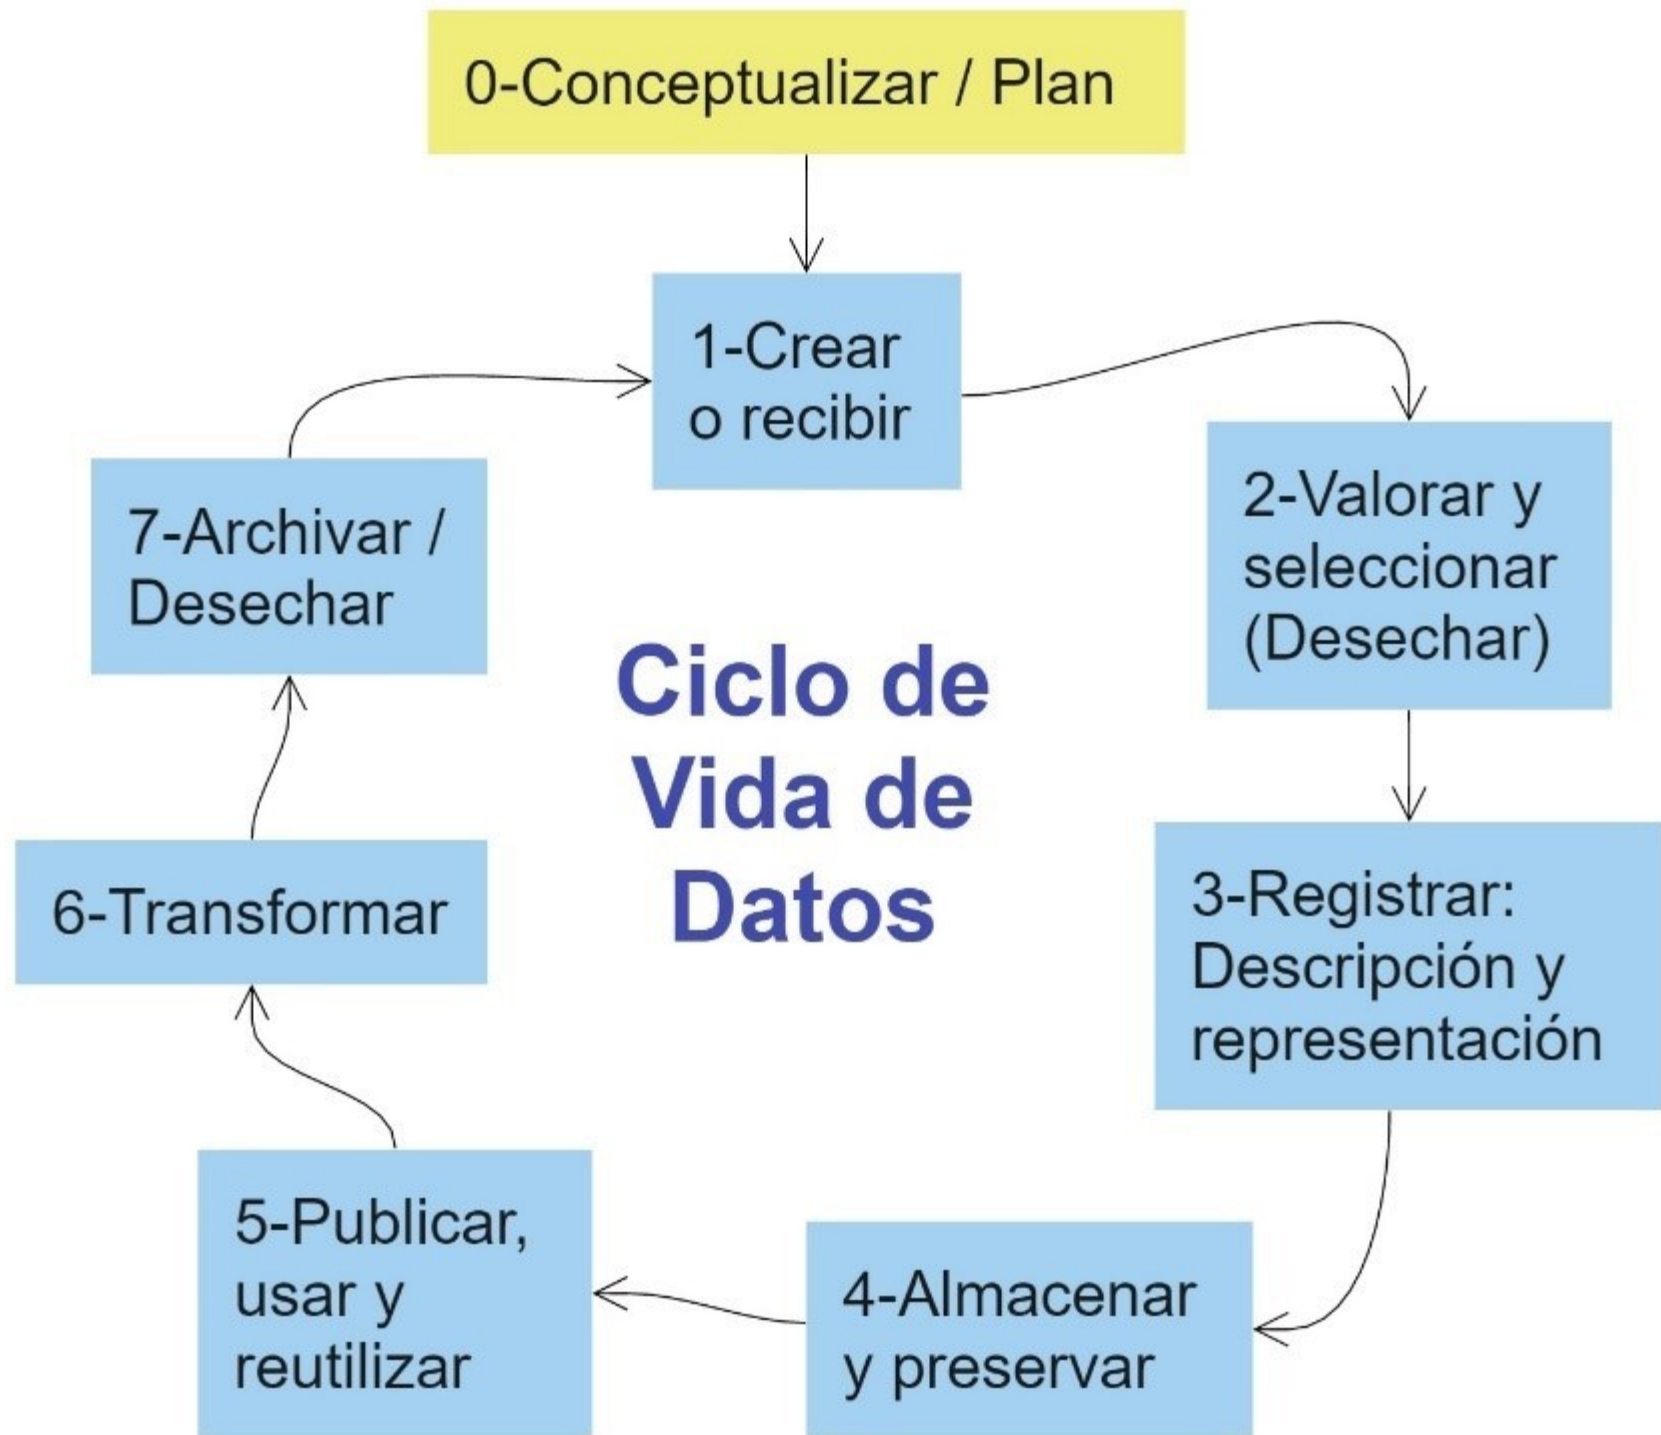 0-Conceptualizar / Plan
1-Crear
o recibir
2-Valorar y
seleccionar
(Desechar)
3-Registrar:
Descripción y
representación
4-Almacenar
y preservar
5-Publicar,
usar y
reutilizar
6-Transformar
7-Archivar /
Desechar
Ciclo de
Vida de
Datos